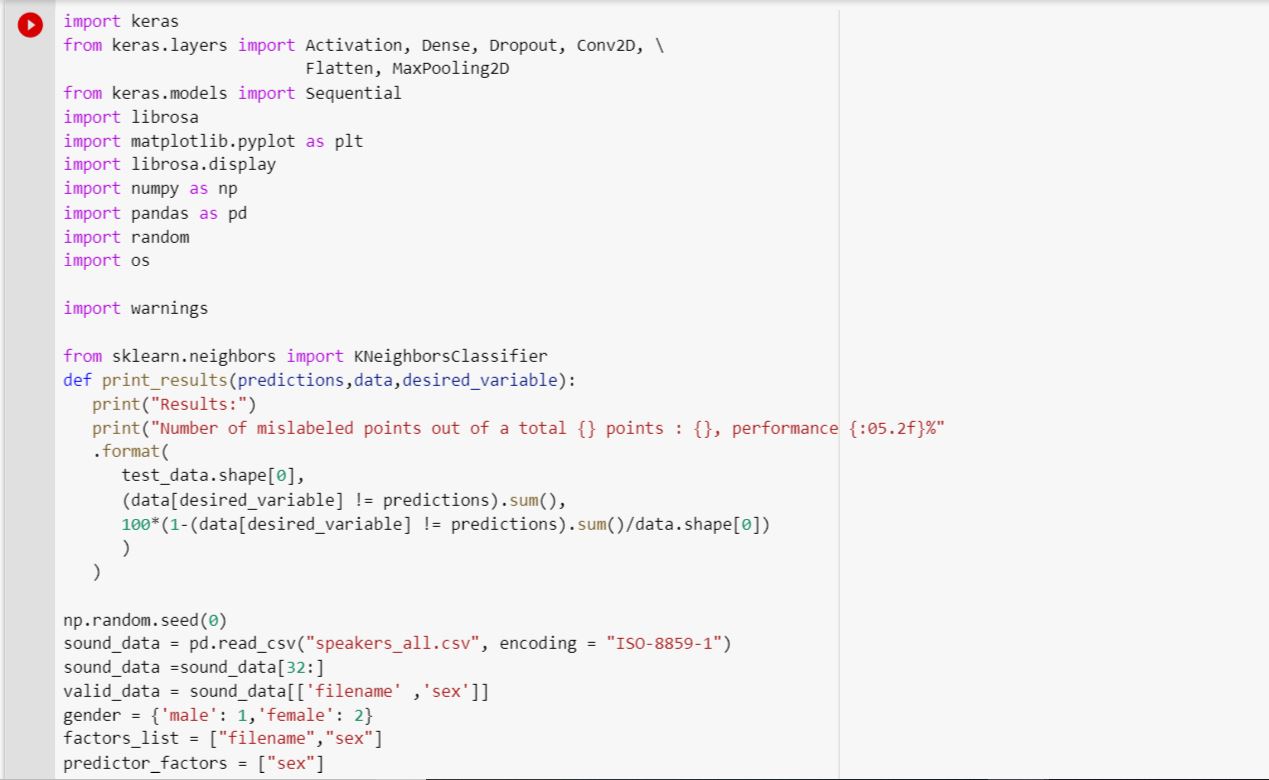 import keras
from keras.layers import Activation, Dense, Dropout, Conv2D, \
                         Flatten, MaxPooling2D
from keras.models import Sequential
import librosa
import matplotlib.pyplot as plt
import librosa.display
import numpy as np
import pandas as pd
import random
import os

import warnings

from sklearn.neighbors import KNeighborsClassifier
def print_results(predictions,data,desired_variable):
   print("Results:")
   print("Number of mislabeled points out of a total {} points : {}, performance {:05.2f}%"
   .format(
      test_data.shape[0],
      (data[desired_variable] != predictions).sum(),
      100*(1-(data[desired_variable] != predictions).sum()/data.shape[0])
      )
   )

np.random.seed(0)
sound_data = pd.read_csv("speakers_all.csv", encoding = "ISO-8859-1")
sound_data =sound_data[32:]
valid_data = sound_data[['filename' ,'sex']]
gender = {'male': 1,'female': 2}
factors_list = ["filename","sex"]
predictor_factors = ["sex"]